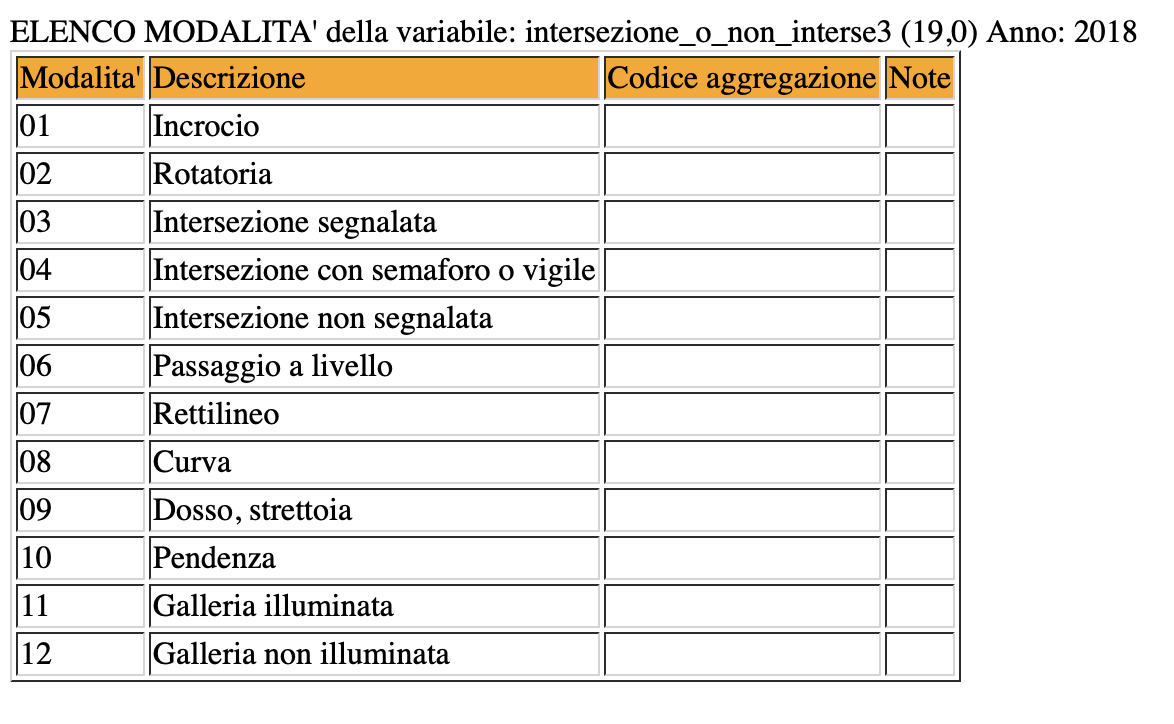 ELENCO MODALITA' della variabile: intersezione_o_non_interse3 (19,0) Anno: 2018
Modalita' Descrizione Codice aggregazione Note
01 Incrocio
02 Rotatoria
03 Intersezione segnalata
04 Intersezione con semaforo o vigile
05 Intersezione non segnalata
06 Passaggio a livello
07 Rettilineo
08 Curva
09 Dosso, strettoia
10 Pendenza
11 Galleria illuminata
12 Galleria non illuminata